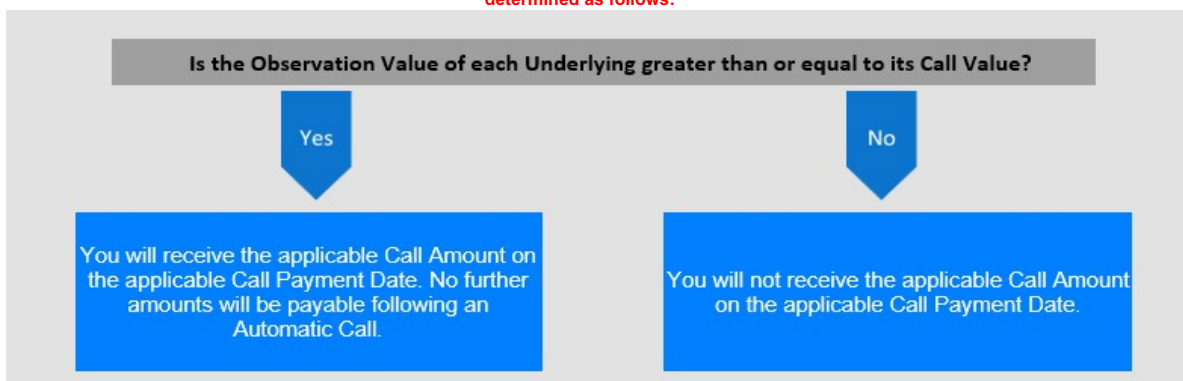 determined as follows:
Is the Observation Value of each Underlying greater than or equal to its Call Value?
Yes
No
You will receive the applicable Call Amount on
the applicable Call Payment Date. No further
amounts will be payable following an
Automatic Call.
You will not receive the applicable Call Amount
on the applicable Call Payment Date.